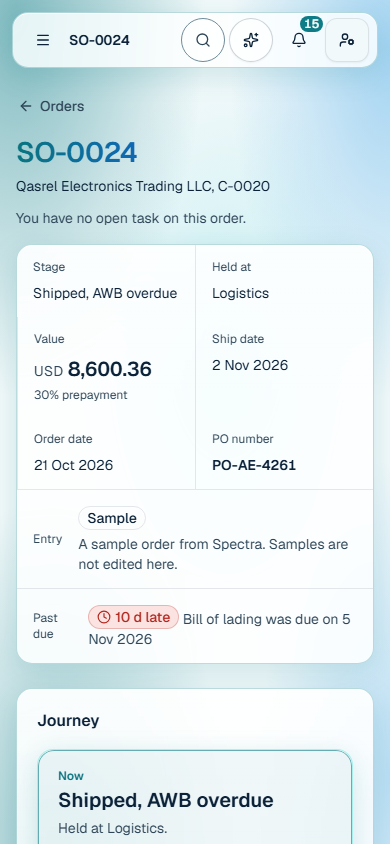 SO-0024
15
Orders
SO-0024
Qasrel Electronics Trading LLC, C-0020
You have no open task on this order.
Stage
Shipped, AWB overdue
Held at
Logistics
Value
USD 8,600.36
30% prepayment
Ship date
2 Nov 2026
Order date
21 Oct 2026
PO number
PO-AE-4261
Entry
Sample
A sample order from Spectra. Samples are
not edited here.
Past
due
10 d late Bill of lading was due on 5
Nov 2026
Journey
Now
Shipped, AWB overdue
Held at Logistics.